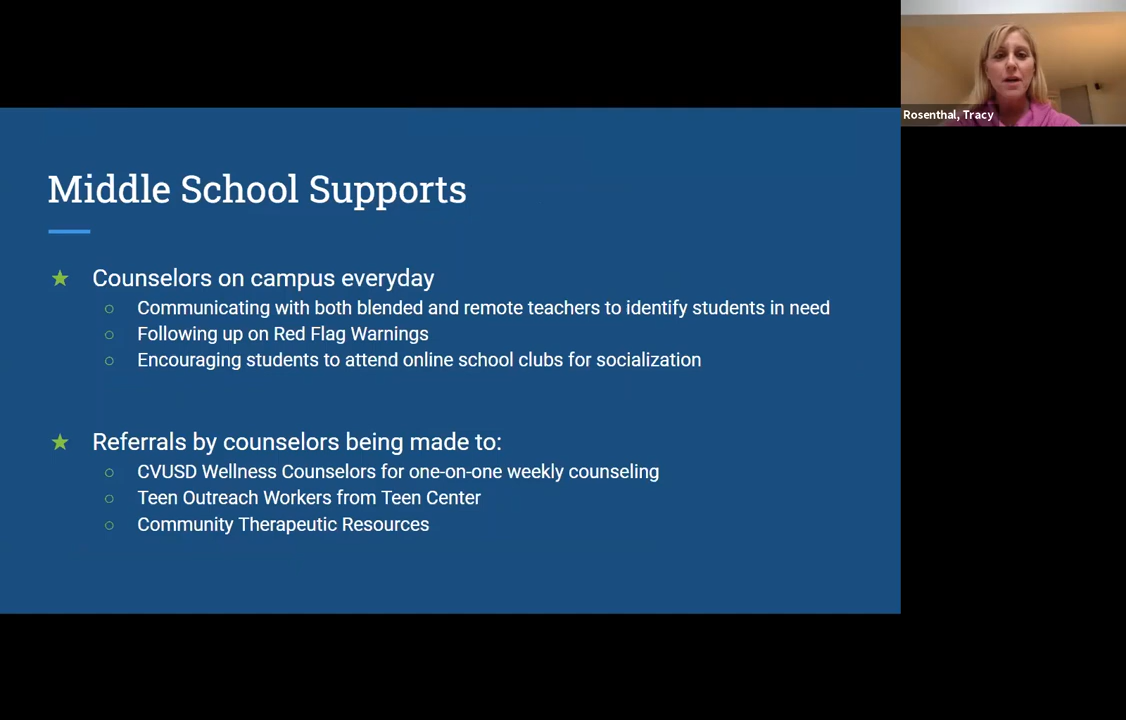 Middle School Supports
Counselors on campus everyday
Communicating with both blended and remote teachers to identify students in need
Following up on Red Flag Warnings
Encouraging students to attend online school clubs for socialization
Referrals by counselors being made to:
CVUSD Wellness Counselors for one-on-one weekly counseling
Teen Outreach Workers from Teen Center
Community Therapeutic Resources
Rosenthal, Tracy